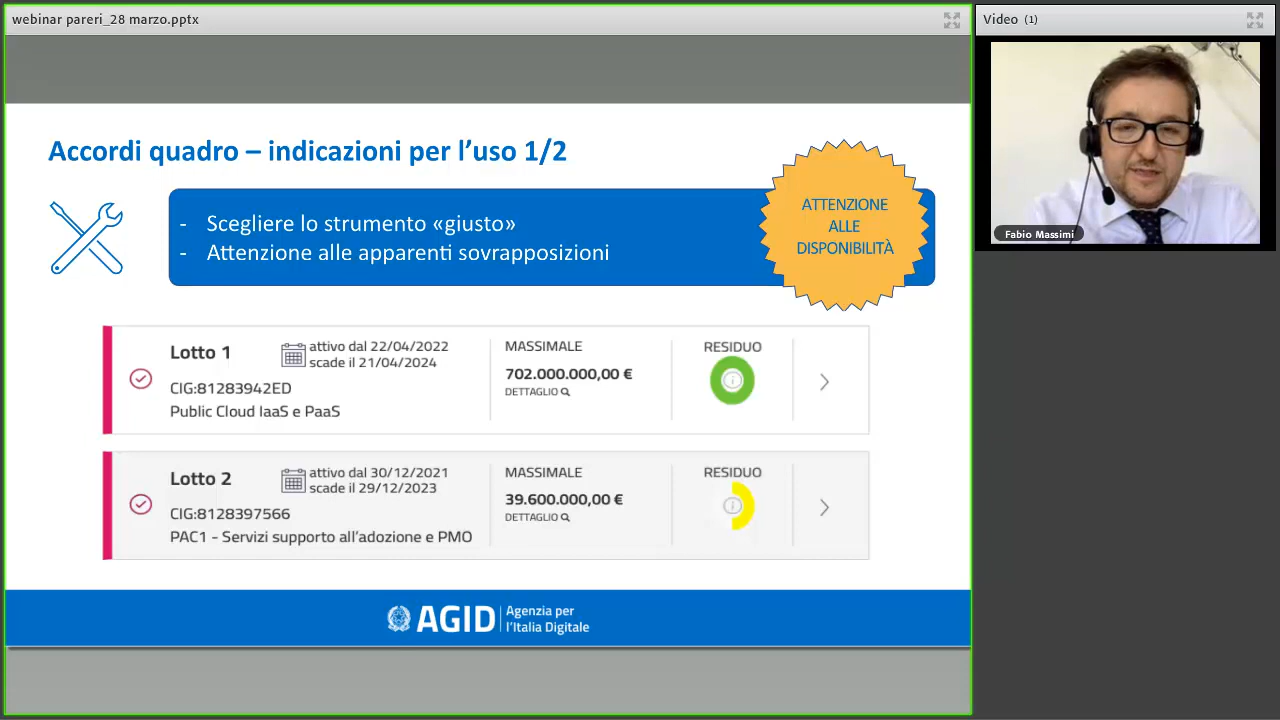 webinar pareri_28 marzo.pptx
Video (1)
Fabio Massimi
Accordi quadro – indicazioni per l'uso 1/2
- Scegliere lo strumento «giusto»
- Attenzione alle apparenti sovrapposizioni
ATTENZIONE
ALLE
DISPONIBILITÀ
Lotto 1
attivo dal 22/04/2022
scade il 21/04/2024
CIG:81283942ED
Public Cloud IaaS e PaaS
MASSIMALE
702.000.000,00 €
DETTAGLIO
RESIDUO
Lotto 2
attivo dal 30/12/2021
scade il 29/12/2023
CIG:8128397566
PAC1 - Servizi supporto all'adozione e PMO
MASSIMALE
39.600.000,00 €
DETTAGLIO
RESIDUO
AGID
Agenzia per
l'Italia Digitale